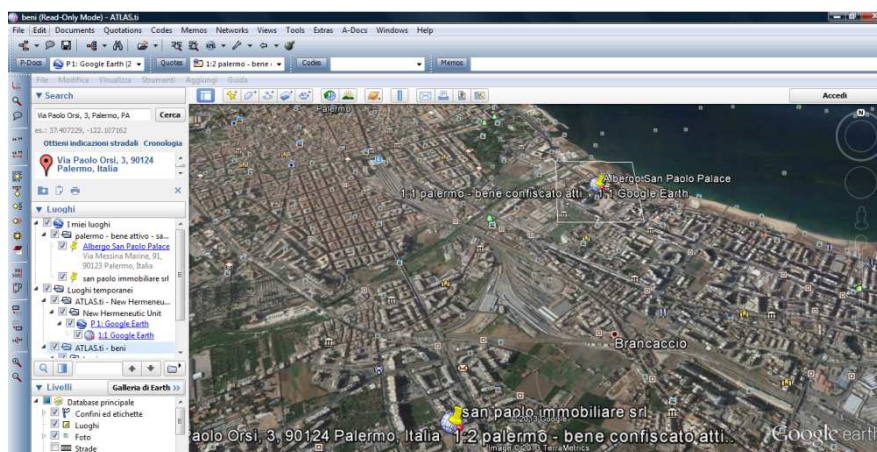 beni (Read-Only Mode) - ATLAS.ti
File Edit Documents Quotations Codes Memos Networks Views Tools Extras A-Docs Windows Help
P-Docs P 1: Google Earth {2 Quotes 1:2 palermo - bene Codes Memos
File Modifica Visualizza Strumenti Aggiungi Guida
Search
Accedi
Via Paolo Orsi, 3, Palermo, PA Cerca
es.: 37.407229, -122.107162
Ottieni indicazioni stradali Cronologia
Via Paolo Orsi, 3, 90124
Palermo, Italia
Luoghi
I miei luoghi
palermo - bene attivo - sa...
Albergo San Paolo Palace
Via Messina Marine, 91,
90123 Palermo, Italia
san paolo immobiliare srl
Luoghi temporanei
ATLAS.ti - New Hermeneu...
New Hermeneutic Unit
P 1: Google Earth
1:1 Google Earth
ATLAS.ti - beni
Livelli Galleria di Earth >>
Database principale
Confini ed etichette
Luoghi
Foto
Strade
Palermo
Albergo San Paolo Palace
1:1 palermo - bene confiscato atti... 1:1 Google Earth
Brancaccio
san paolo immobiliare srl
© 2013 Google
aolo Orsi, 3, 90124 Palermo, Italia 1:2 palermo - bene confiscato atti...
Image © 2013 TerraMetrics
Google earth